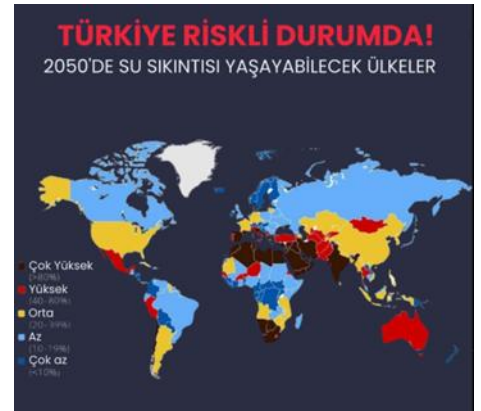 TÜRKİYE RİSKLİ DURUMDA!
2050'DE SU SIKINTISI YAŞAYABİLECEK ÜLKELER
Çok Yüksek
(>80%)
Yüksek
(40-80%)
Orta
(20-39%)
Az
(10-19%)
Çok az
(<10%)